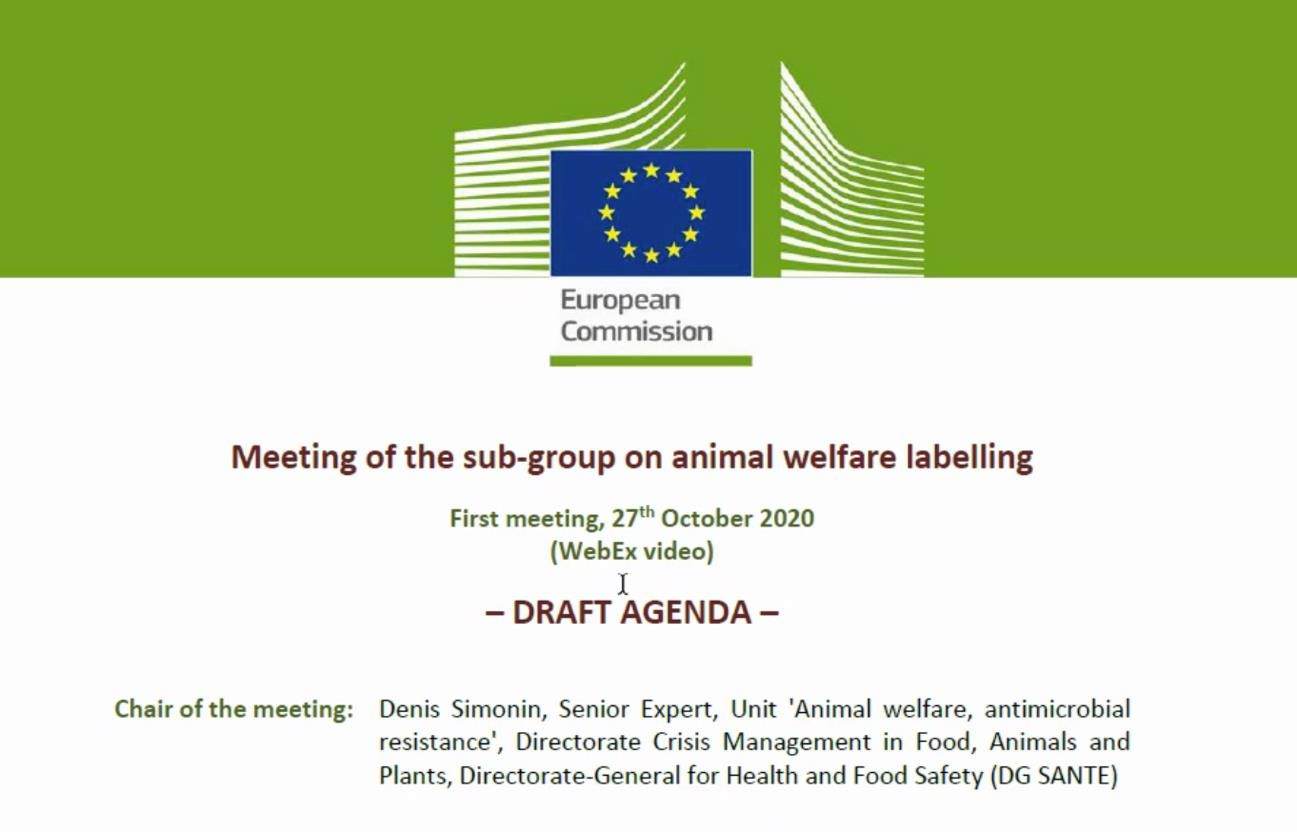 European
Commission
Meeting of the sub-group on animal welfare labelling
First meeting, 27th October 2020
(WebEx video)
– DRAFT AGENDA –
Chair of the meeting: Denis Simonin, Senior Expert, Unit 'Animal welfare, antimicrobial
resistance', Directorate Crisis Management in Food, Animals and
Plants, Directorate-General for Health and Food Safety (DG SANTE)